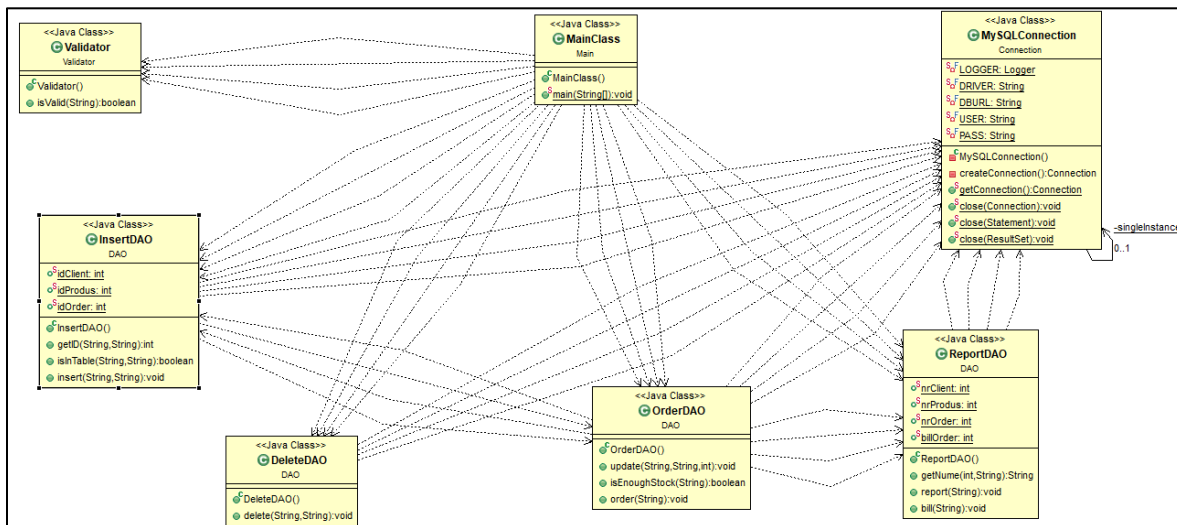 <<Java Class>>
Validator
Validator
Validator()
isValid(String):boolean
<<Java Class>>
MainClass
Main
MainClass()
main(String[]):void
<<Java Class>>
MySQLConnection
Connection
LOGGER: Logger
DRIVER: String
DBURL: String
USER: String
PASS: String
MySQLConnection()
createConnection():Connection
getConnection():Connection
close(Connection):void
close(Statement):void
close(ResultSet):void
-singleInstance
0..1
<<Java Class>>
InsertDAO
DAO
idClient: int
idProdus: int
idOrder: int
InsertDAO()
getID(String,String):int
isInTable(String,String):boolean
insert(String,String):void
<<Java Class>>
DeleteDAO
DAO
DeleteDAO()
delete(String,String):void
<<Java Class>>
OrderDAO
DAO
OrderDAO()
update(String,String,int):void
isEnoughStock(String):boolean
order(String):void
<<Java Class>>
ReportDAO
DAO
nrClient: int
nrProdus: int
nrOrder: int
billOrder: int
ReportDAO()
getNume(int,String):String
report(String):void
bill(String):void